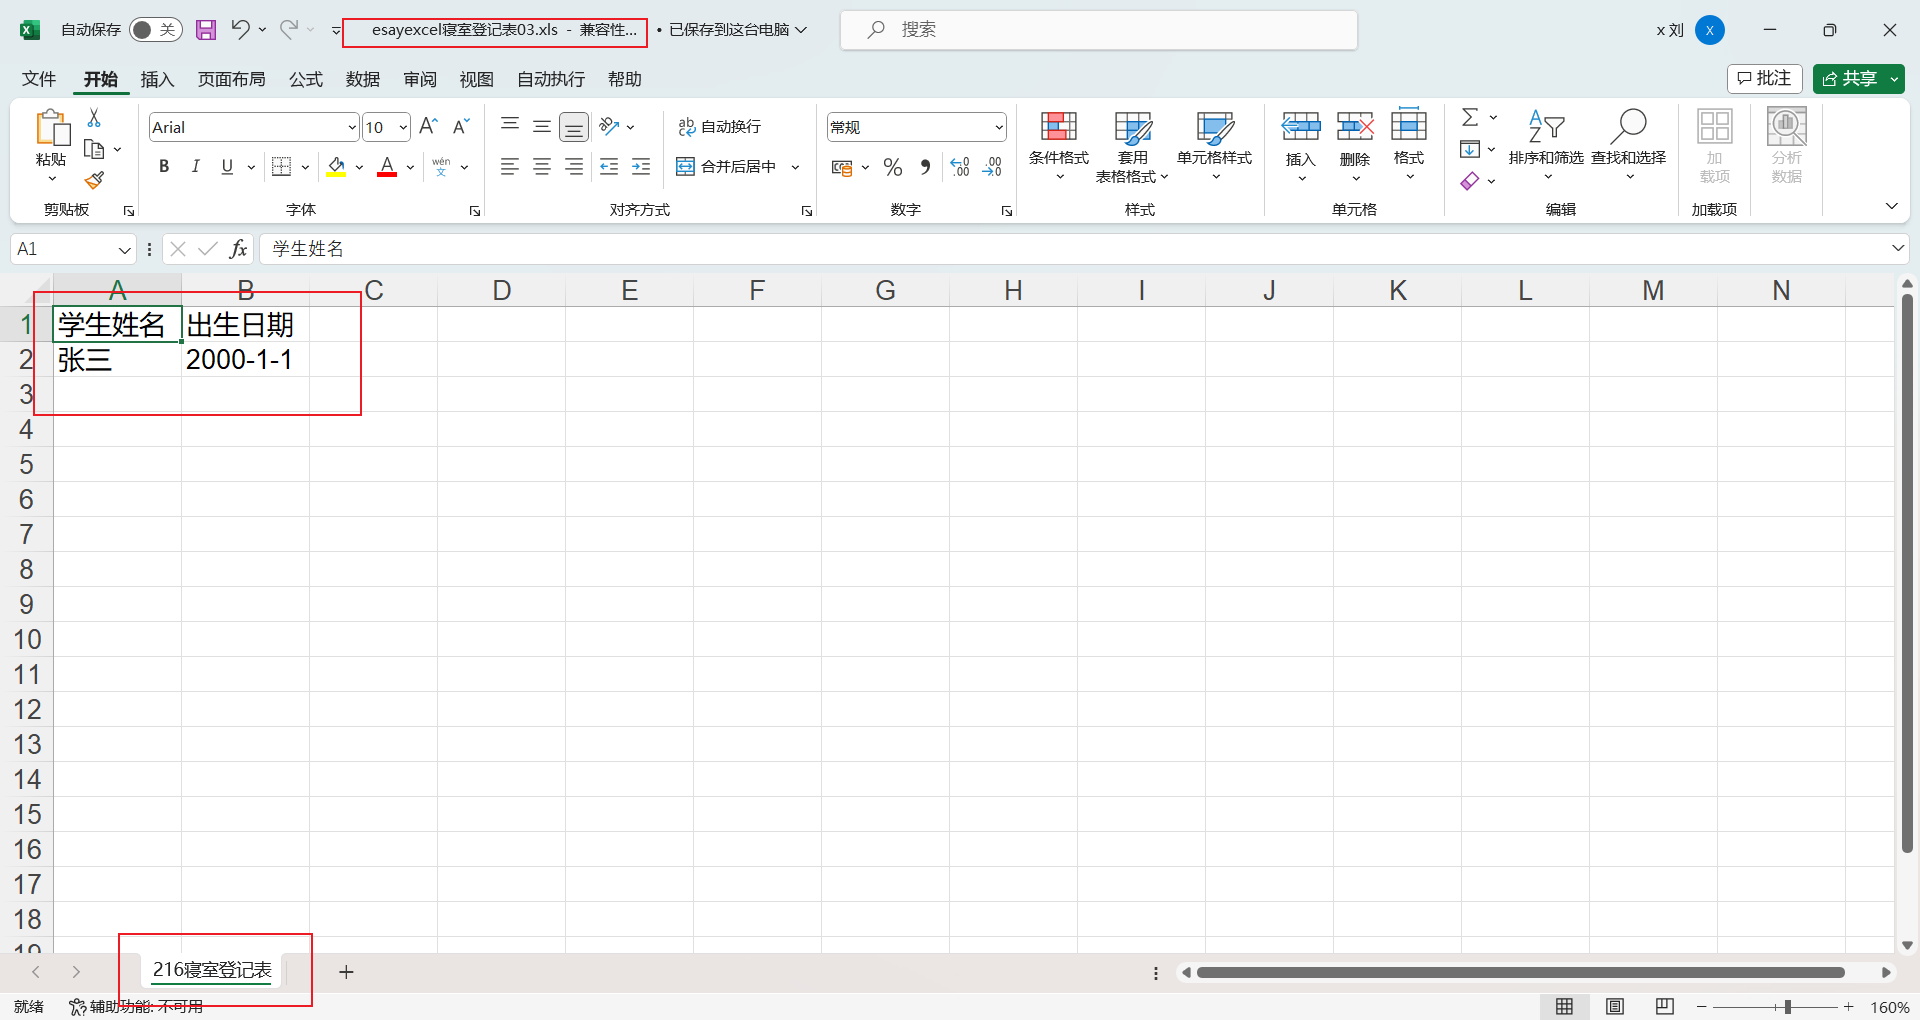 自动保存 关 esayexcel寝室登记表03.xls - 兼容性... • 已保存到这台电脑 搜索 x 刘 X
文件 开始 插入 页面布局 公式 数据 审阅 视图 自动执行 帮助 批注 共享
粘贴
剪贴板
Arial 10 A A
B I U A wén 文
字体
ab 自动换行
合并后居中
对齐方式
常规
% , .00 .00
数字
条件格式 套用 表格格式 单元格样式
样式
插入 删除 格式
单元格
Σ 排序和筛选 查找和选择
编辑
加 载项
加载项
分析 数据
A1 fx 学生姓名
A B C D E F G H I J K L M N
1 学生姓名 出生日期
2 张三 2000-1-1
3
4
5
6
7
8
9
10
11
12
13
14
15
16
17
18
19
216寝室登记表
就绪 辅助功能: 不可用 160%